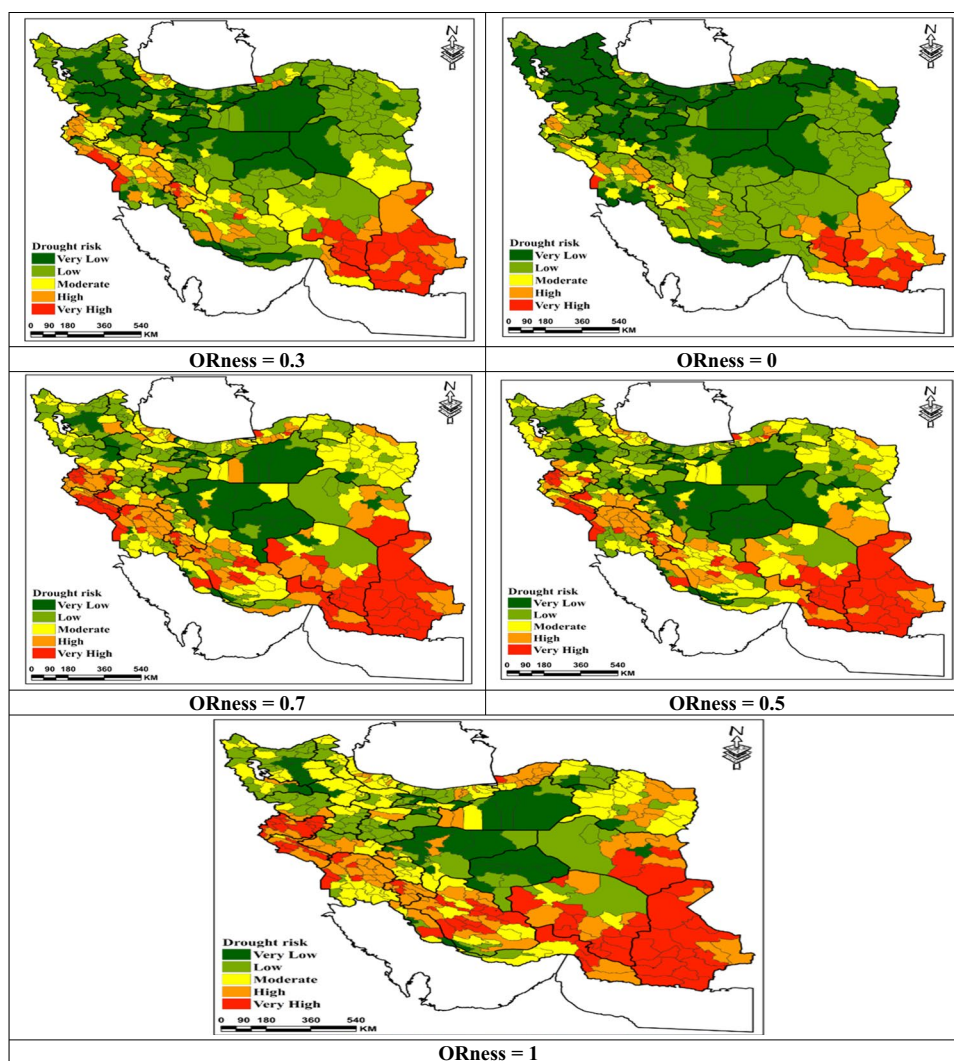 N
Drought risk
Very Low
Low
Moderate
High
Very High
0 90 180 360 540
KM
ORness = 0.3
N
Drought risk
Very Low
Low
Moderate
High
Very High
0 90 180 360 540
KM
ORness = 0
N
Drought risk
Very Low
Low
Moderate
High
Very High
0 90 180 360 540
KM
ORness = 0.7
N
Drought risk
Very Low
Low
Moderate
High
Very High
0 90 180 360 540
KM
ORness = 0.5
N
Drought risk
Very Low
Low
Moderate
High
Very High
0 90 180 360 540
KM
ORness = 1